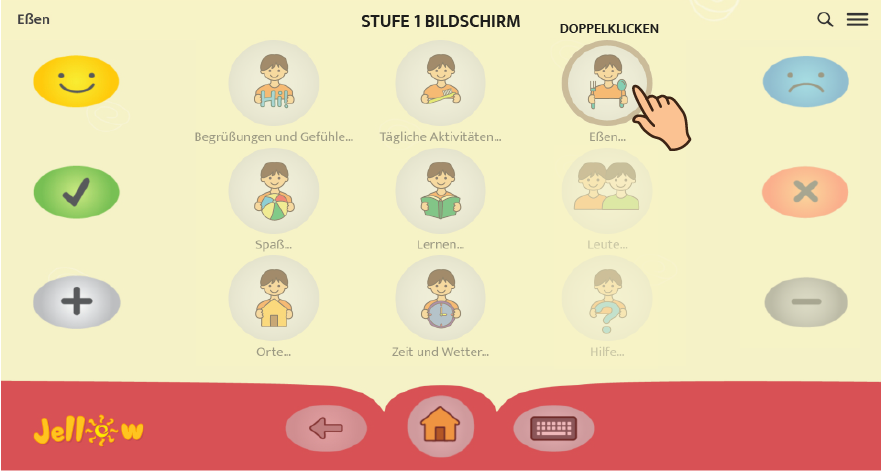 Eßen
STUFE 1 BILDSCHIRM
DOPPELKLICKEN
Begrüßungen und Gefühle...
Tägliche Aktivitäten...
Eßen...
Spaß...
Lernen...
Leute...
Orte...
Zeit und Wetter...
Hilfe...
Jellow